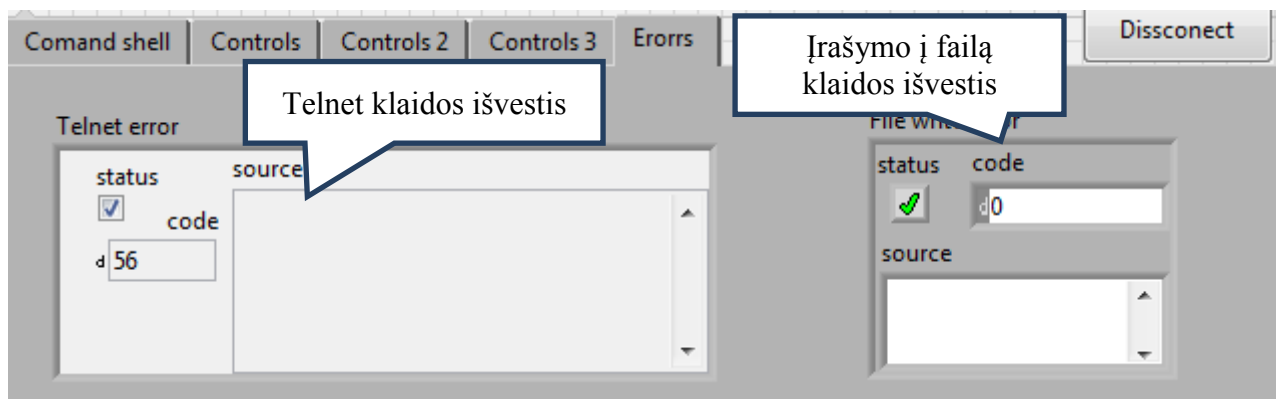 Comand shell
Controls
Controls 2
Controls 3
Erorrs
Dissconect
Įrašymo į failą
klaidos išvestis
Telnet klaidos išvestis
Telnet error
status
source
code
d 56
File
status
code
d 0
source